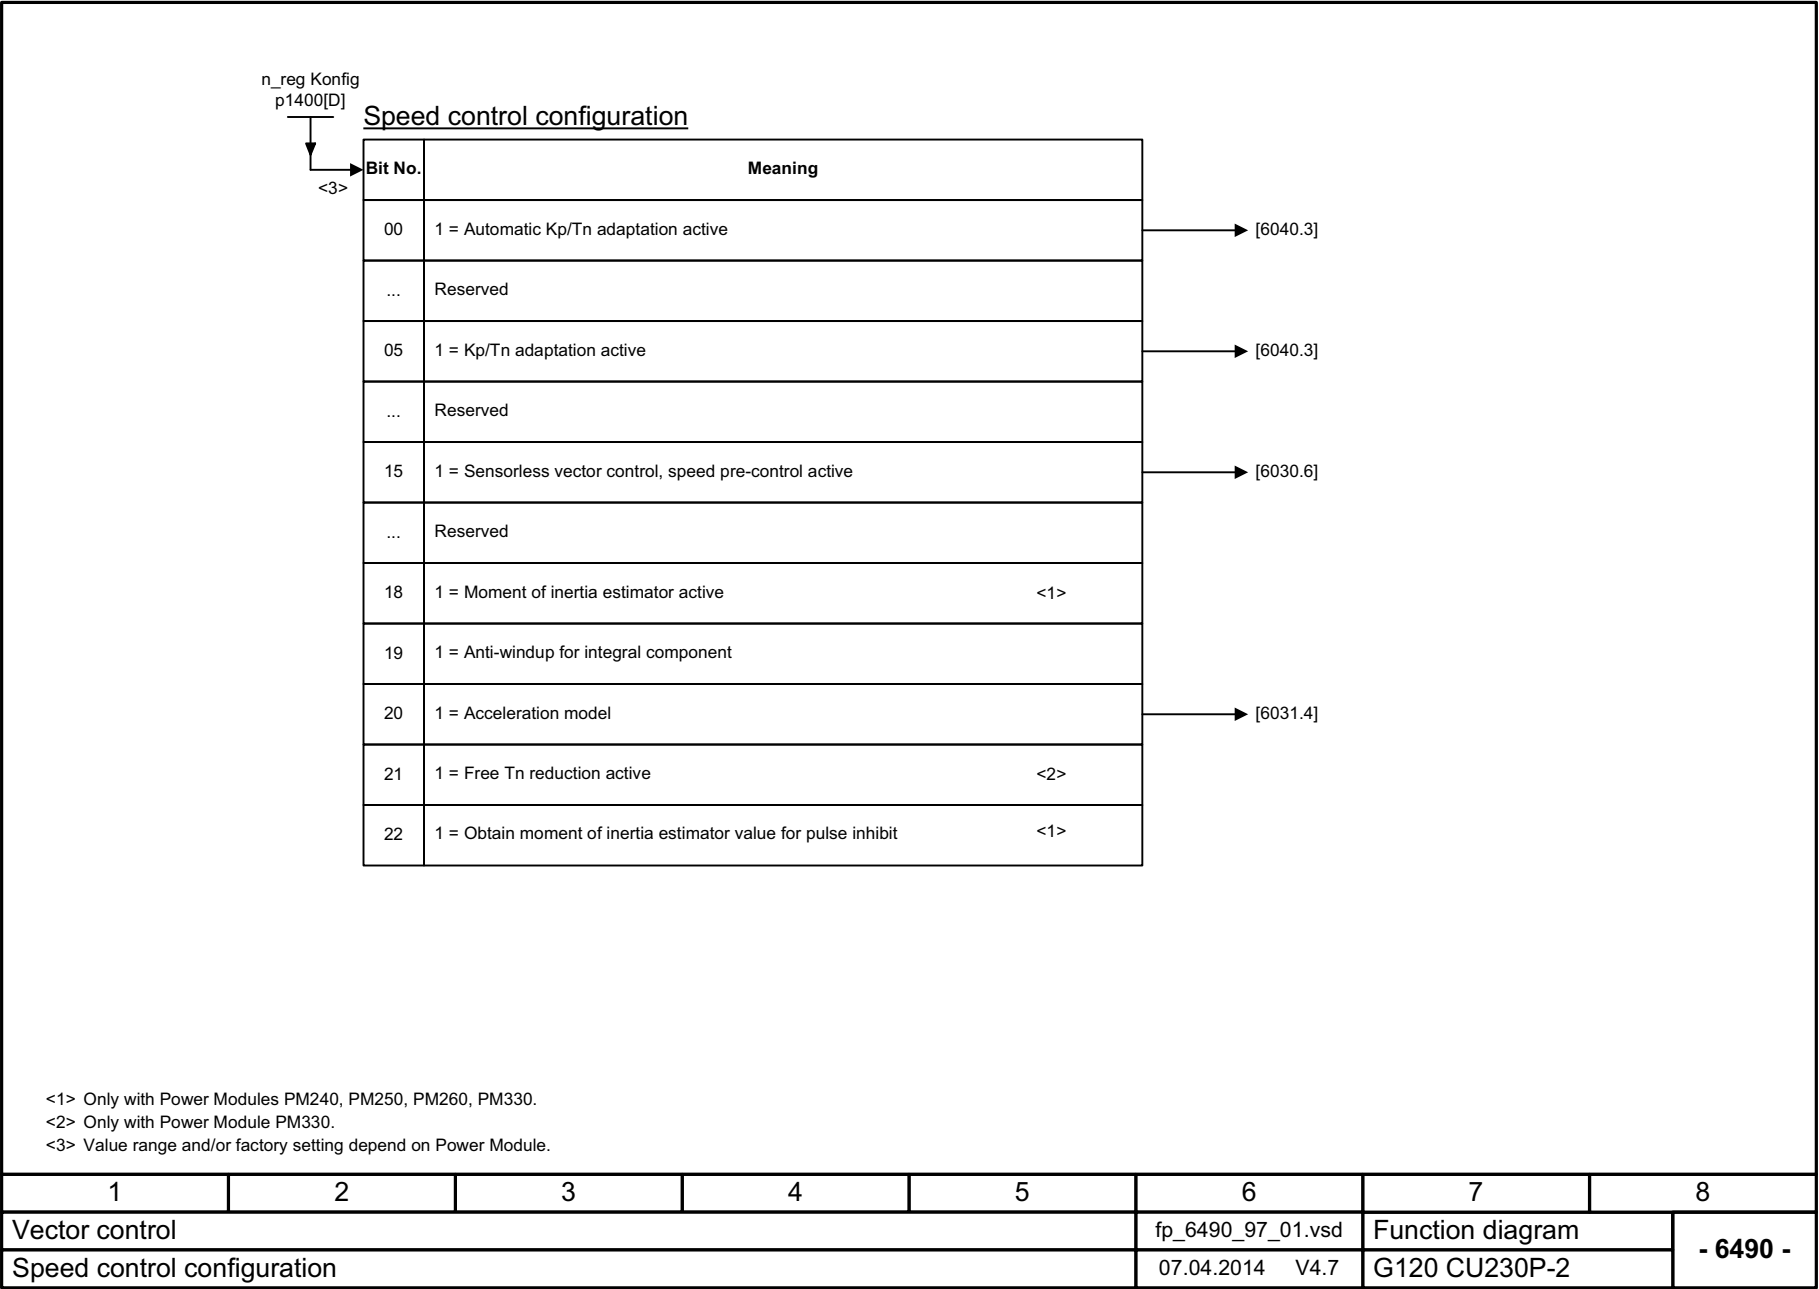 n_reg Konfig
p1400[D]
Speed control configuration
<3>
Bit No. Meaning
00 1 = Automatic Kp/Tn adaptation active [6040.3]
... Reserved
05 1 = Kp/Tn adaptation active [6040.3]
... Reserved
15 1 = Sensorless vector control, speed pre-control active [6030.6]
... Reserved
18 1 = Moment of inertia estimator active <1>
19 1 = Anti-windup for integral component
20 1 = Acceleration model [6031.4]
21 1 = Free Tn reduction active <2>
22 1 = Obtain moment of inertia estimator value for pulse inhibit <1>
<1> Only with Power Modules PM240, PM250, PM260, PM330.
<2> Only with Power Module PM330.
<3> Value range and/or factory setting depend on Power Module.
1 2 3 4 5 6 7 8
Vector control fp_6490_97_01.vsd Function diagram
- 6490 -
Speed control configuration 07.04.2014 V4.7 G120 CU230P-2